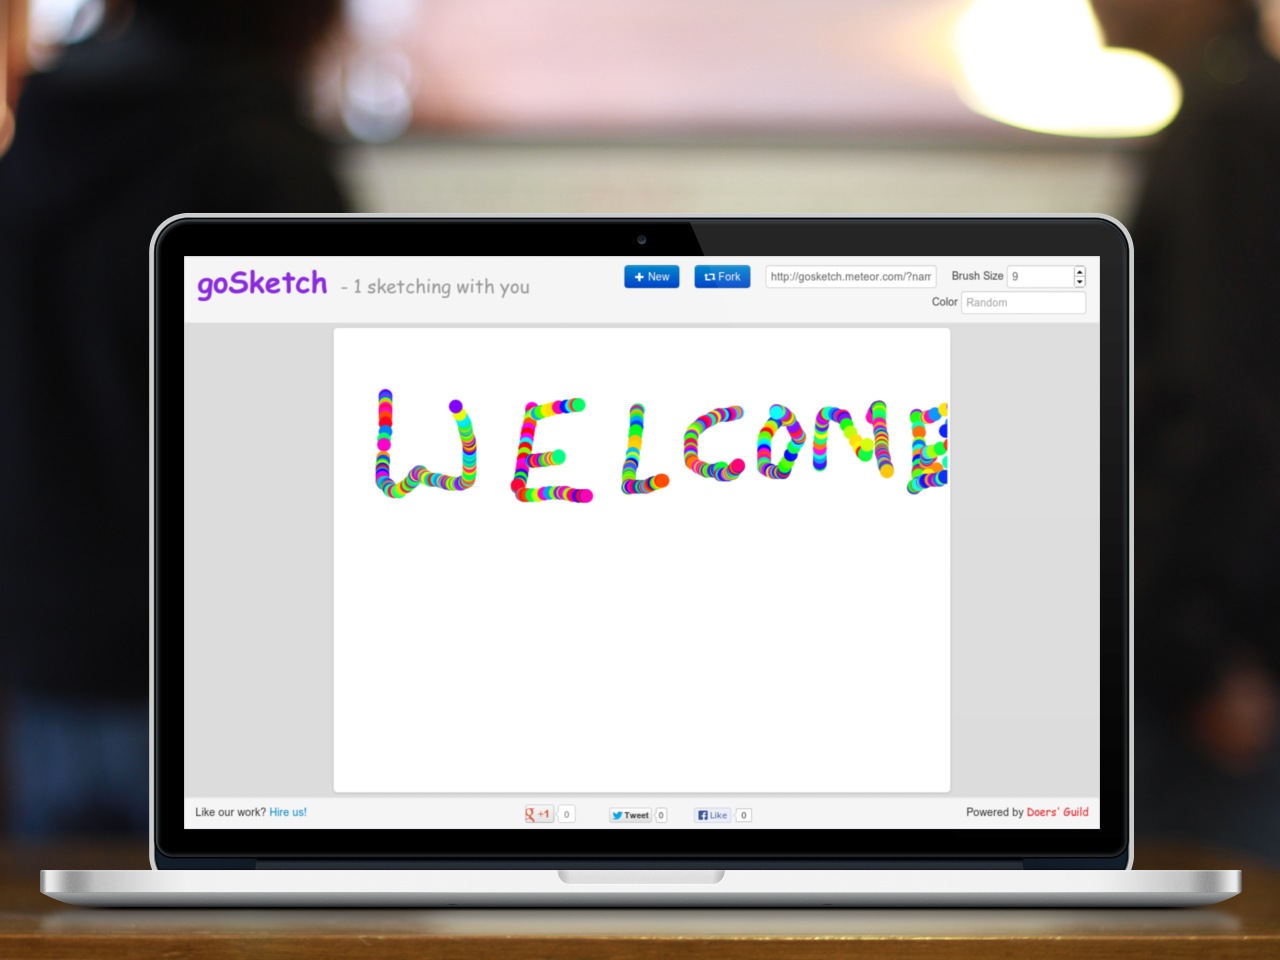 goSketch - 1 sketching with you
New Fork http://gosketch.meteor.com/?nam Brush Size 9
Color Random
WELCOME
Like our work? Hire us! +1 0 Tweet 0 Like 0 Powered by Doers' Guild